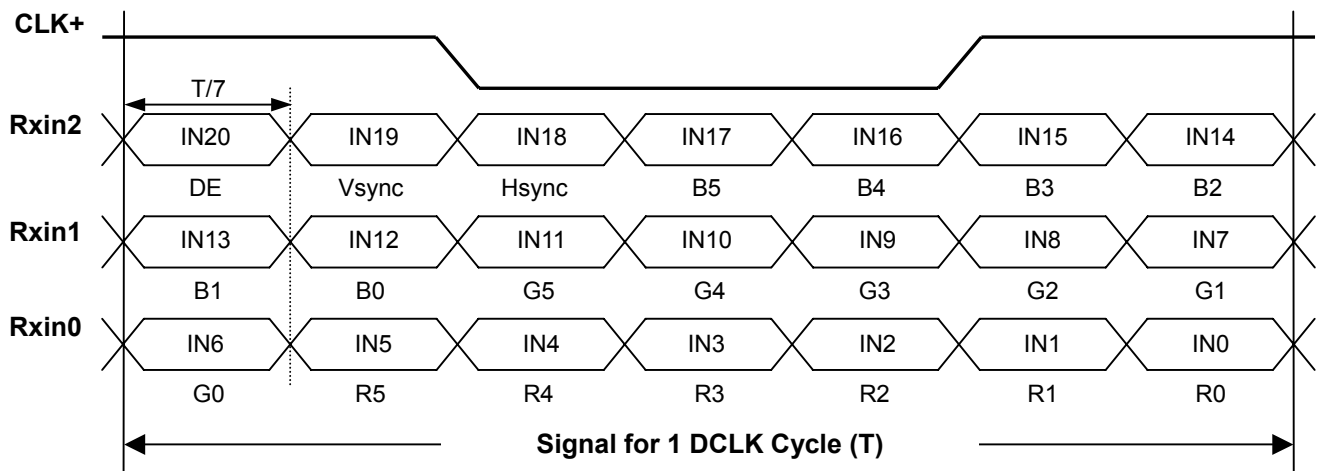 CLK+
T/7
Rxin2 IN20 IN19 IN18 IN17 IN16 IN15 IN14
DE Vsync Hsync B5 B4 B3 B2
Rxin1 IN13 IN12 IN11 IN10 IN9 IN8 IN7
B1 B0 G5 G4 G3 G2 G1
Rxin0 IN6 IN5 IN4 IN3 IN2 IN1 IN0
G0 R5 R4 R3 R2 R1 R0
Signal for 1 DCLK Cycle (T)